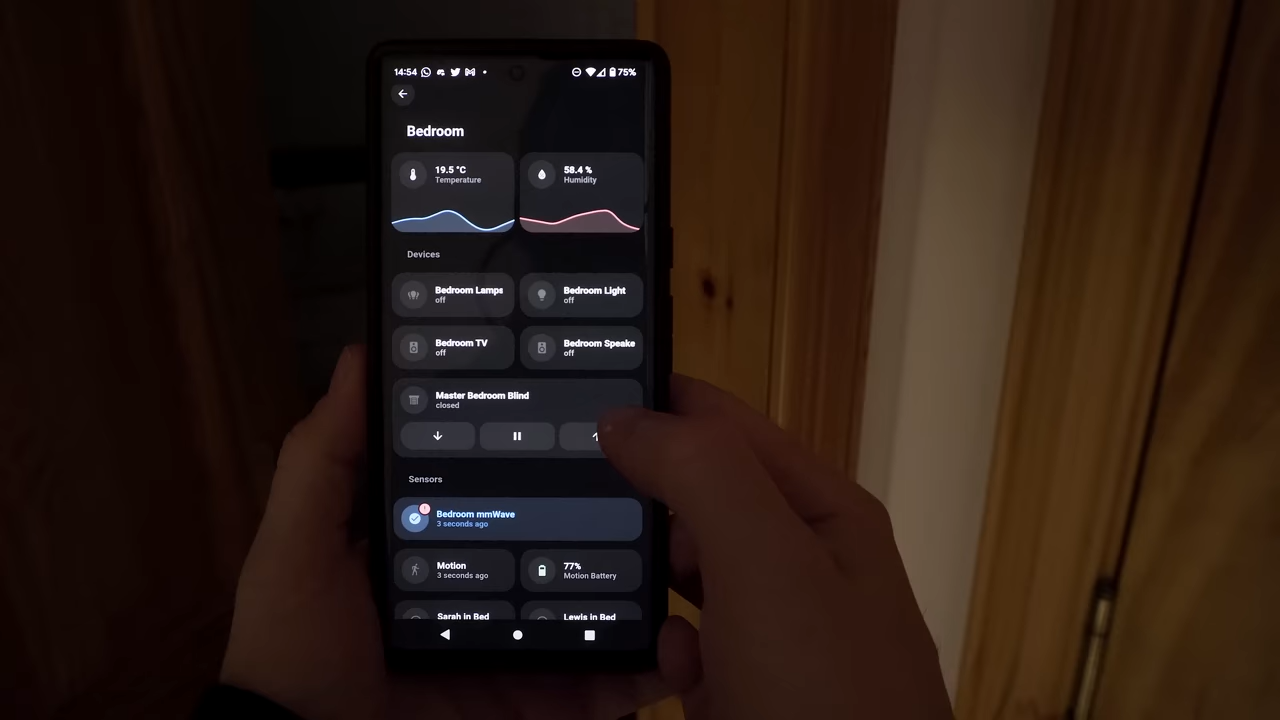 14:54 75%
Bedroom
19.5 °C
Temperature
58.4 %
Humidity
Devices
Bedroom Lamps
off
Bedroom Light
off
Bedroom TV
off
Bedroom Speake
off
Master Bedroom Blind
closed
Sensors
Bedroom mmWave
3 seconds ago
Motion
3 seconds ago
77%
Motion Battery
Sarah in Bed
Lewis in Bed